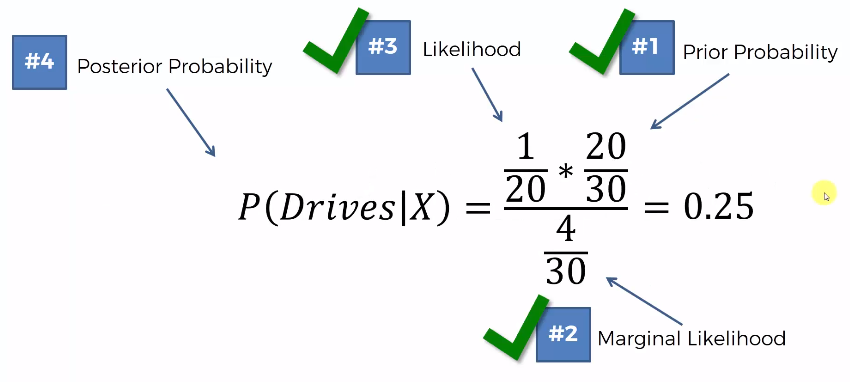 #4 Posterior Probability
#3 Likelihood
#1 Prior Probability
P(Drives|X) = 1/20 * 20/30 / 4/30 = 0.25
#2 Marginal Likelihood